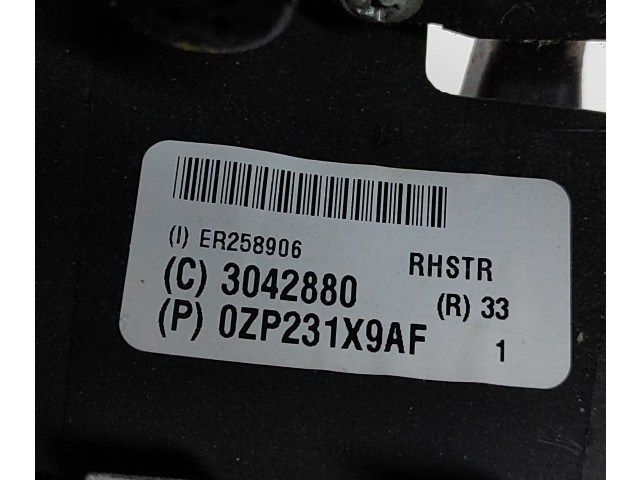 (I) ER258906
RHSTR
(C) 3042880
(R) 33
(P) 0ZP231X9AF
1